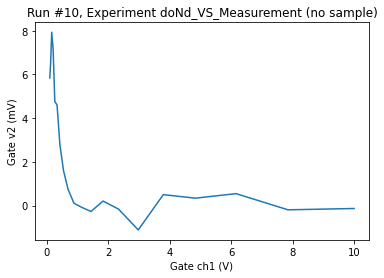 Run #10, Experiment doNd_VS_Measurement (no sample)
8
6
4
2
0
Gate v2 (mV)
0 2 4 6 8 10
Gate ch1 (V)